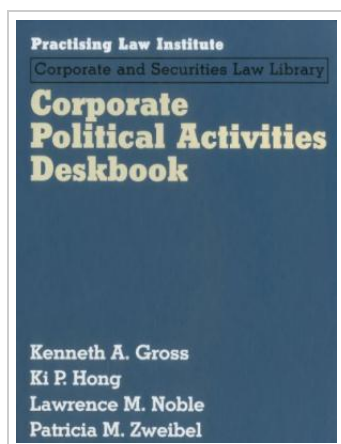 Practising Law Institute
Corporate and Securities Law Library
Corporate
Political Activities
Deskbook
Kenneth A. Gross
Ki P. Hong
Lawrence M. Noble
Patricia M. Zweibel